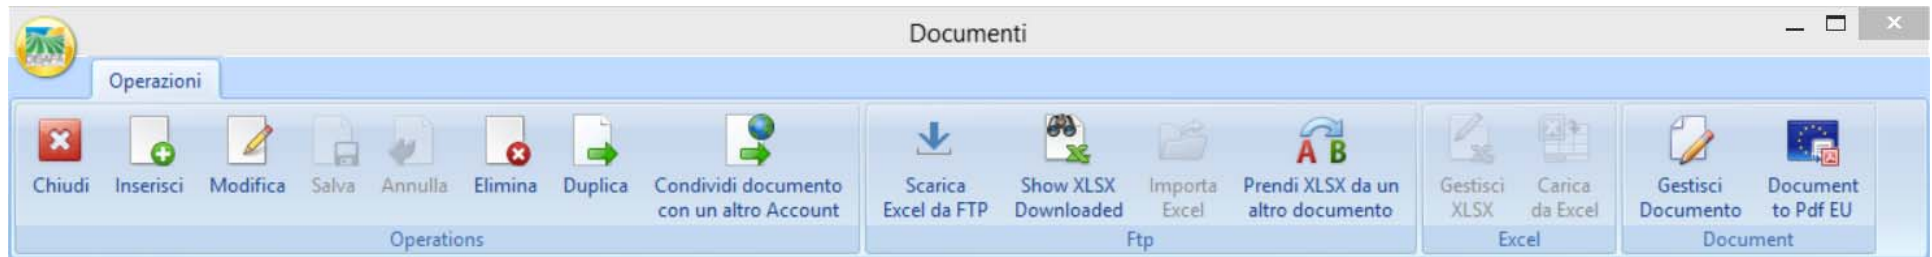 Documenti
Operazioni
Chiudi Inserisci Modifica Salva Annulla Elimina Duplica Condividi documento con un altro Account
Operations
Scarica Excel da FTP Show XLSX Downloaded Importa Excel Prendi XLSX da un altro documento
Ftp
Gestisci XLSX Carica da Excel
Excel
Gestisci Documento Document to Pdf EU
Document